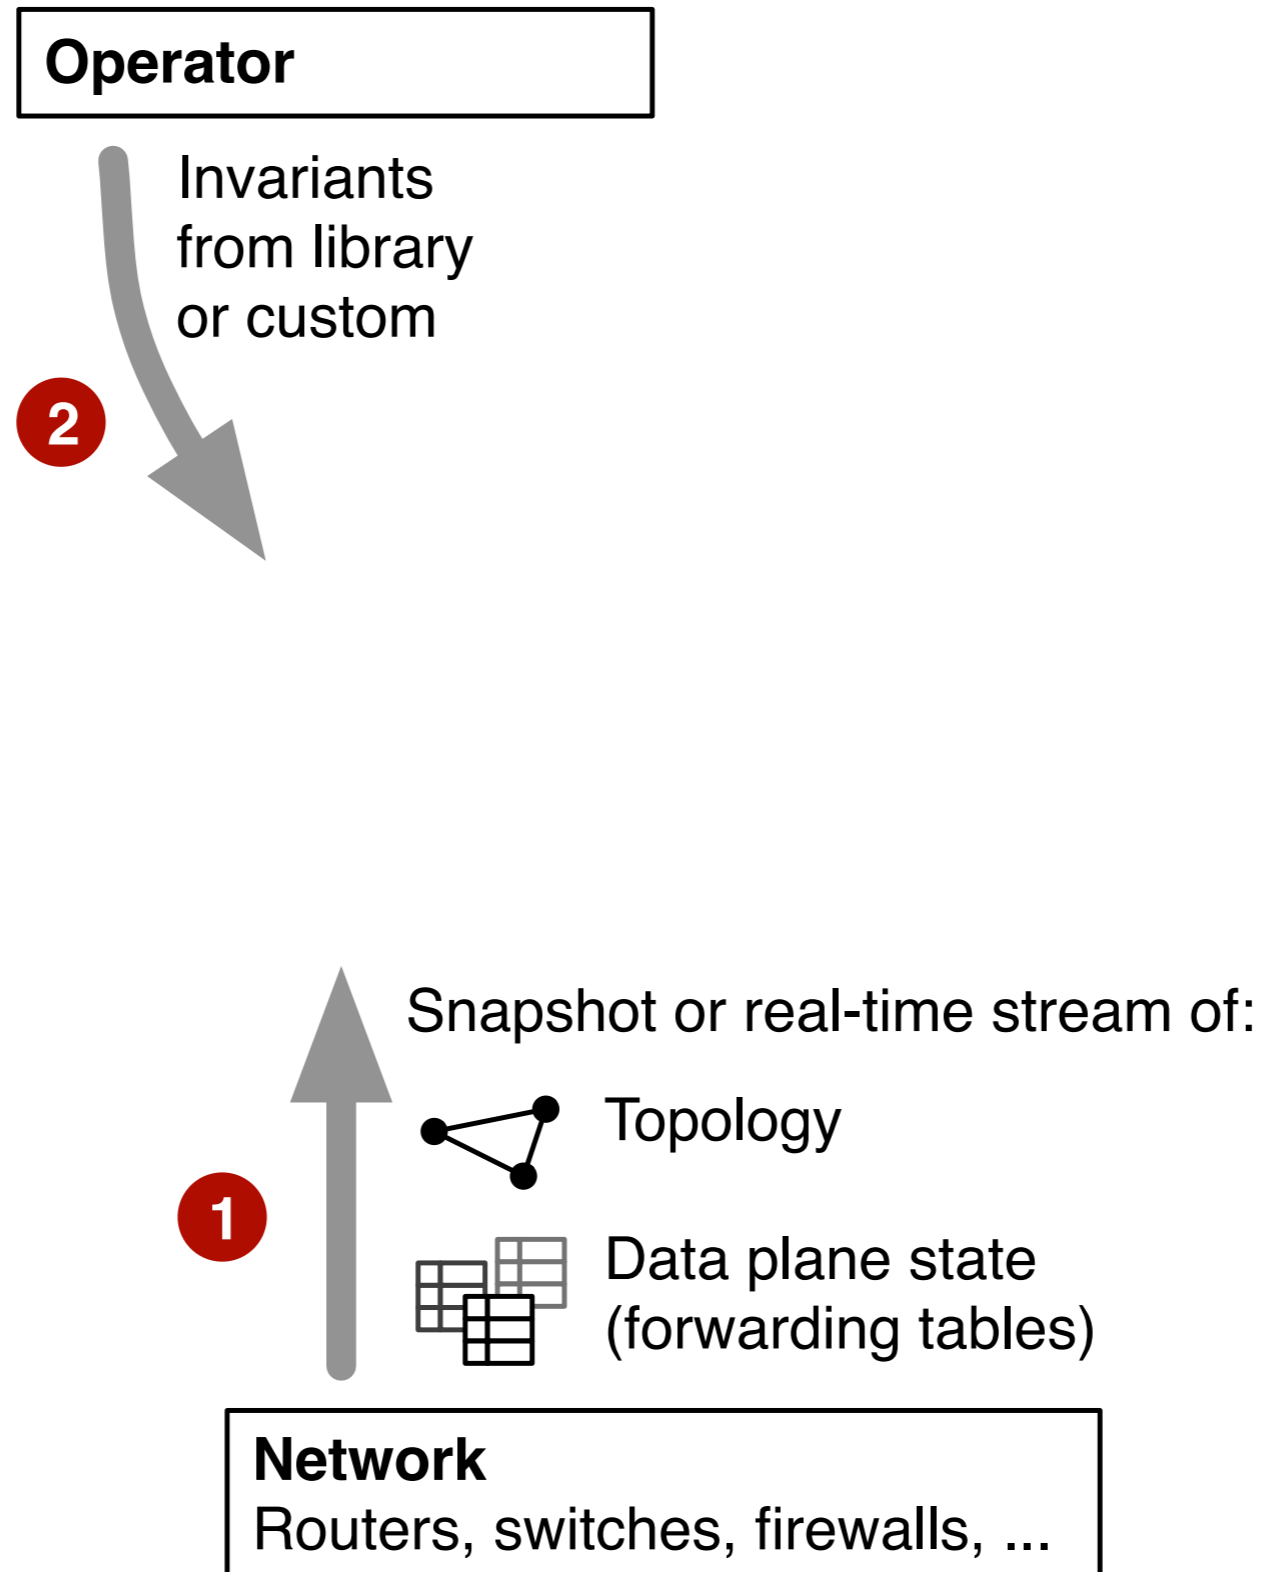 Operator
Invariants
from library
or custom
2
Snapshot or real-time stream of:
Topology
1
Data plane state
(forwarding tables)
Network
Routers, switches, firewalls, ...